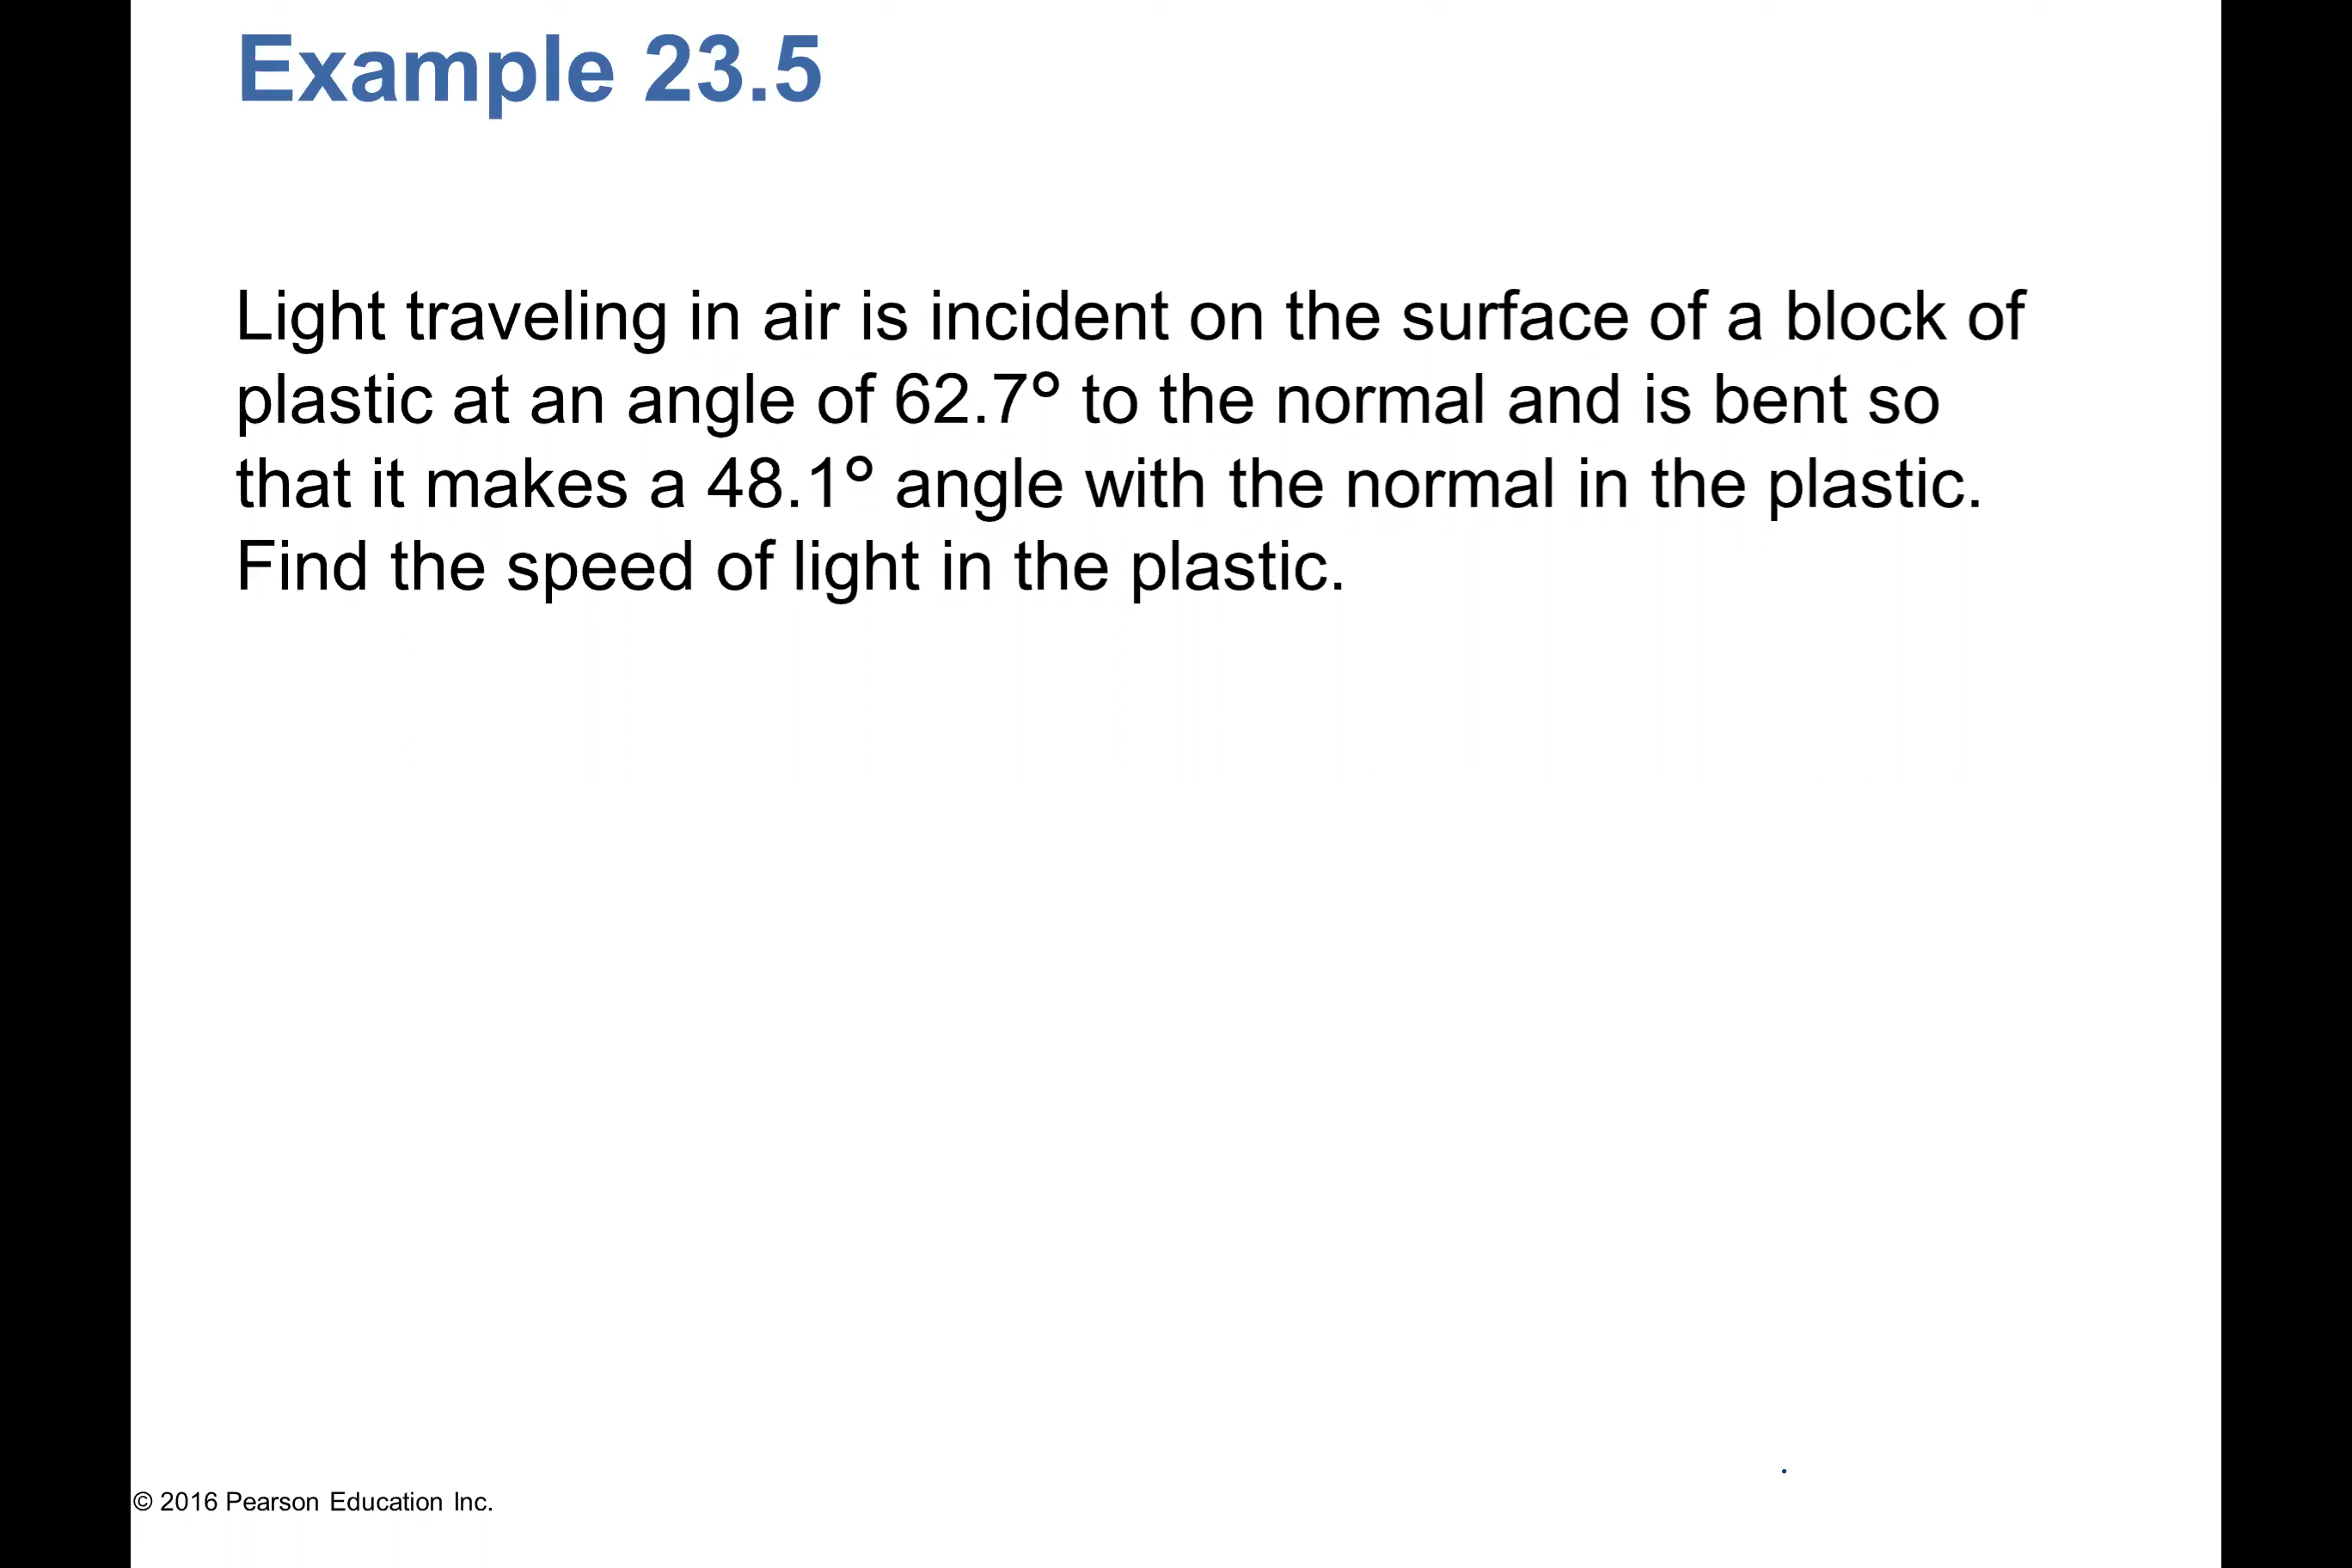 Example 23.5
Light traveling in air is incident on the surface of a block of
plastic at an angle of 62.7° to the normal and is bent so
that it makes a 48.1° angle with the normal in the plastic.
Find the speed of light in the plastic.
© 2016 Pearson Education Inc.